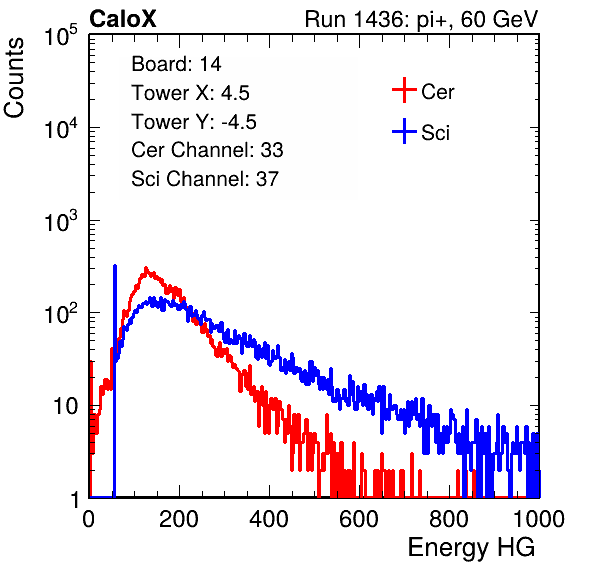 CaloX Run 1436: pi+, 60 GeV
Counts
Board: 14
Tower X: 4.5
Tower Y: -4.5
Cer Channel: 33
Sci Channel: 37
Cer
Sci
10^5
10^4
10^3
10^2
10
1
0 200 400 600 800 1000
Energy HG